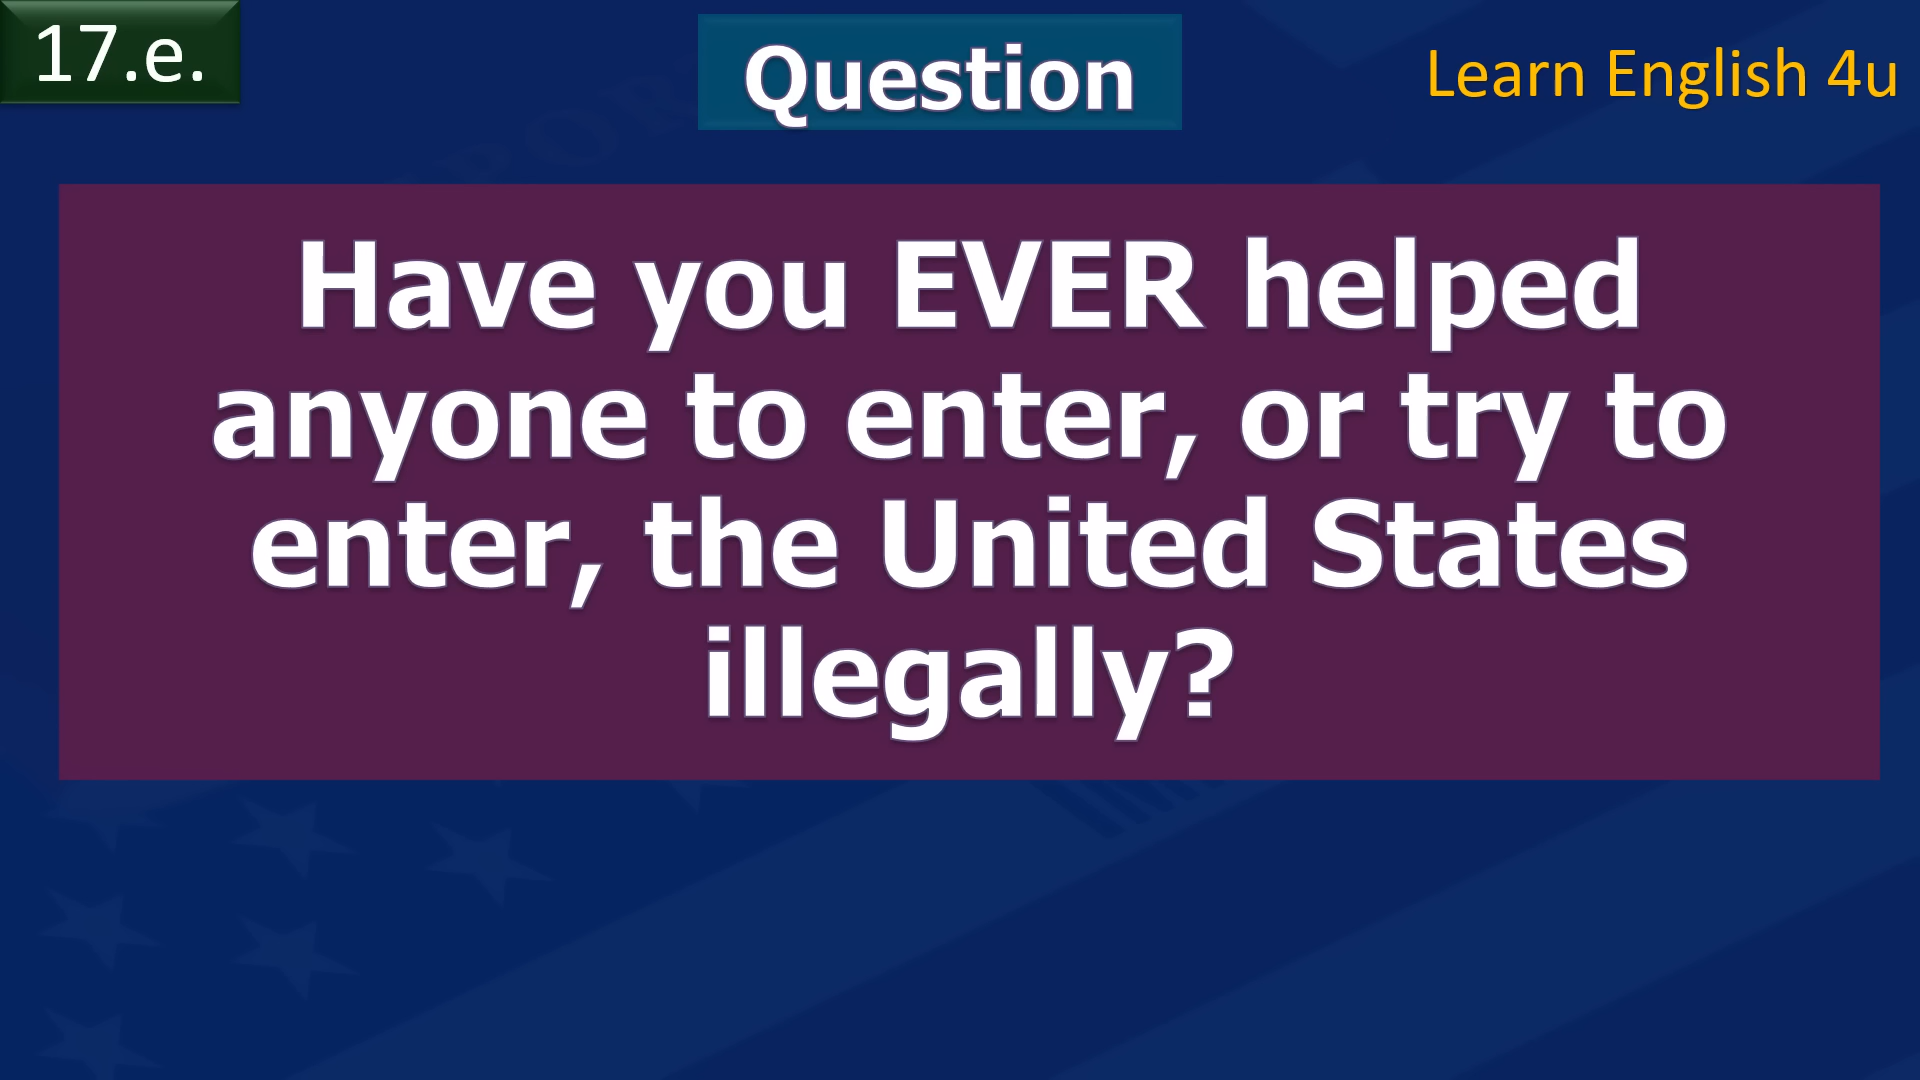 17.e.
Question
Learn English 4u
Have you EVER helped
anyone to enter, or try to
enter, the United States
illegally?